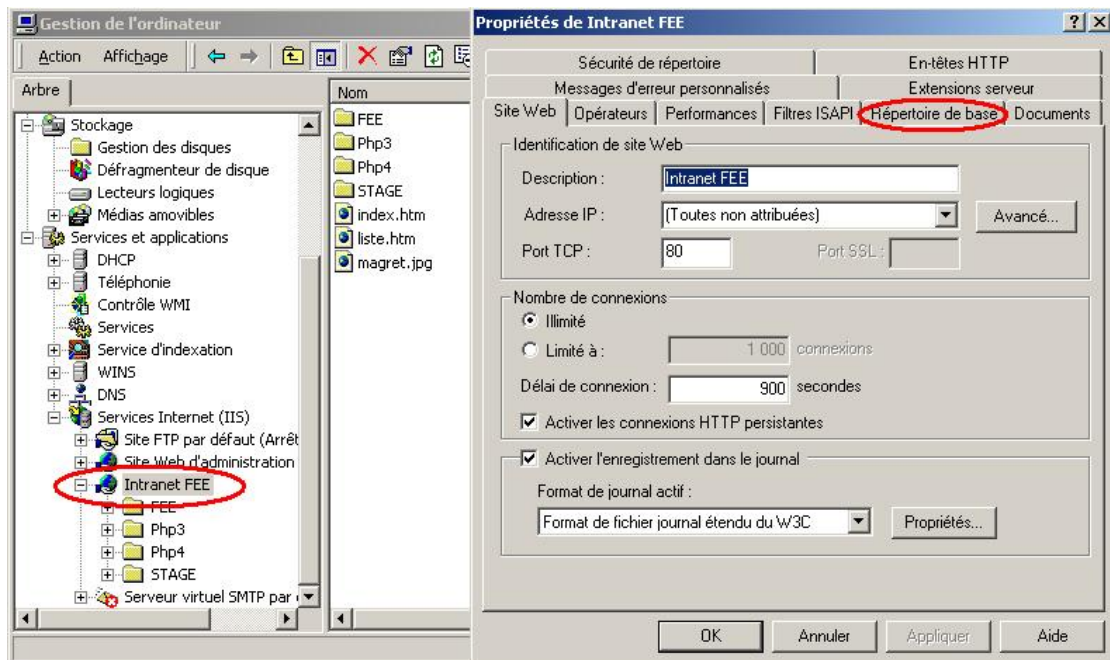 Gestion de l'ordinateur
Action Affichage
Arbre
Stockage
Gestion des disques
Défragmenteur de disque
Lecteurs logiques
Médias amovibles
Services et applications
DHCP
Téléphonie
Contrôle WMI
Services
Service d'indexation
WINS
DNS
Services Internet (IIS)
Site FTP par défaut (Arrêt
Site Web d'administration
Intranet FEE
FEE
Php3
Php4
STAGE
Serveur virtuel SMTP par
Nom
FEE
Php3
Php4
STAGE
index.htm
liste.htm
magret.jpg
Propriétés de Intranet FEE
Sécurité de répertoire En-têtes HTTP
Messages d'erreur personnalisés Extensions serveur
Site Web Opérateurs Performances Filtres ISAPI Répertoire de base Documents
Identification de site Web
Description : Intranet FEE
Adresse IP : (Toutes non attribuées) Avancé...
Port TCP : 80 Port SSL :
Nombre de connexions
Illimité
Limité à : 1 000 connexions
Délai de connexion : 900 secondes
Activer les connexions HTTP persistantes
Activer l'enregistrement dans le journal
Format de journal actif :
Format de fichier journal étendu du W3C Propriétés...
OK Annuler Appliquer Aide